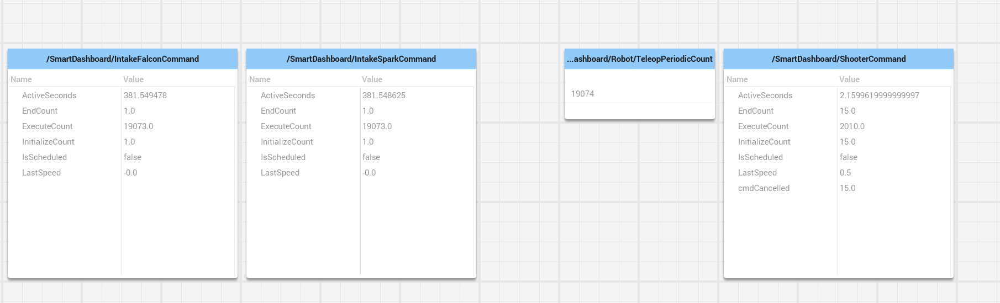 /SmartDashboard/IntakeFalconCommand
Name Value
ActiveSeconds 381.549478
EndCount 1.0
ExecuteCount 19073.0
InitializeCount 1.0
IsScheduled false
LastSpeed -0.0
/SmartDashboard/IntakeSparkCommand
Name Value
ActiveSeconds 381.548625
EndCount 1.0
ExecuteCount 19073.0
InitializeCount 1.0
IsScheduled false
LastSpeed -0.0
...ashboard/Robot/TeleopPeriodicCount
19074
/SmartDashboard/ShooterCommand
Name Value
ActiveSeconds 2.1599619999999997
EndCount 15.0
ExecuteCount 2010.0
InitializeCount 15.0
IsScheduled false
LastSpeed 0.5
cmdCancelled 15.0